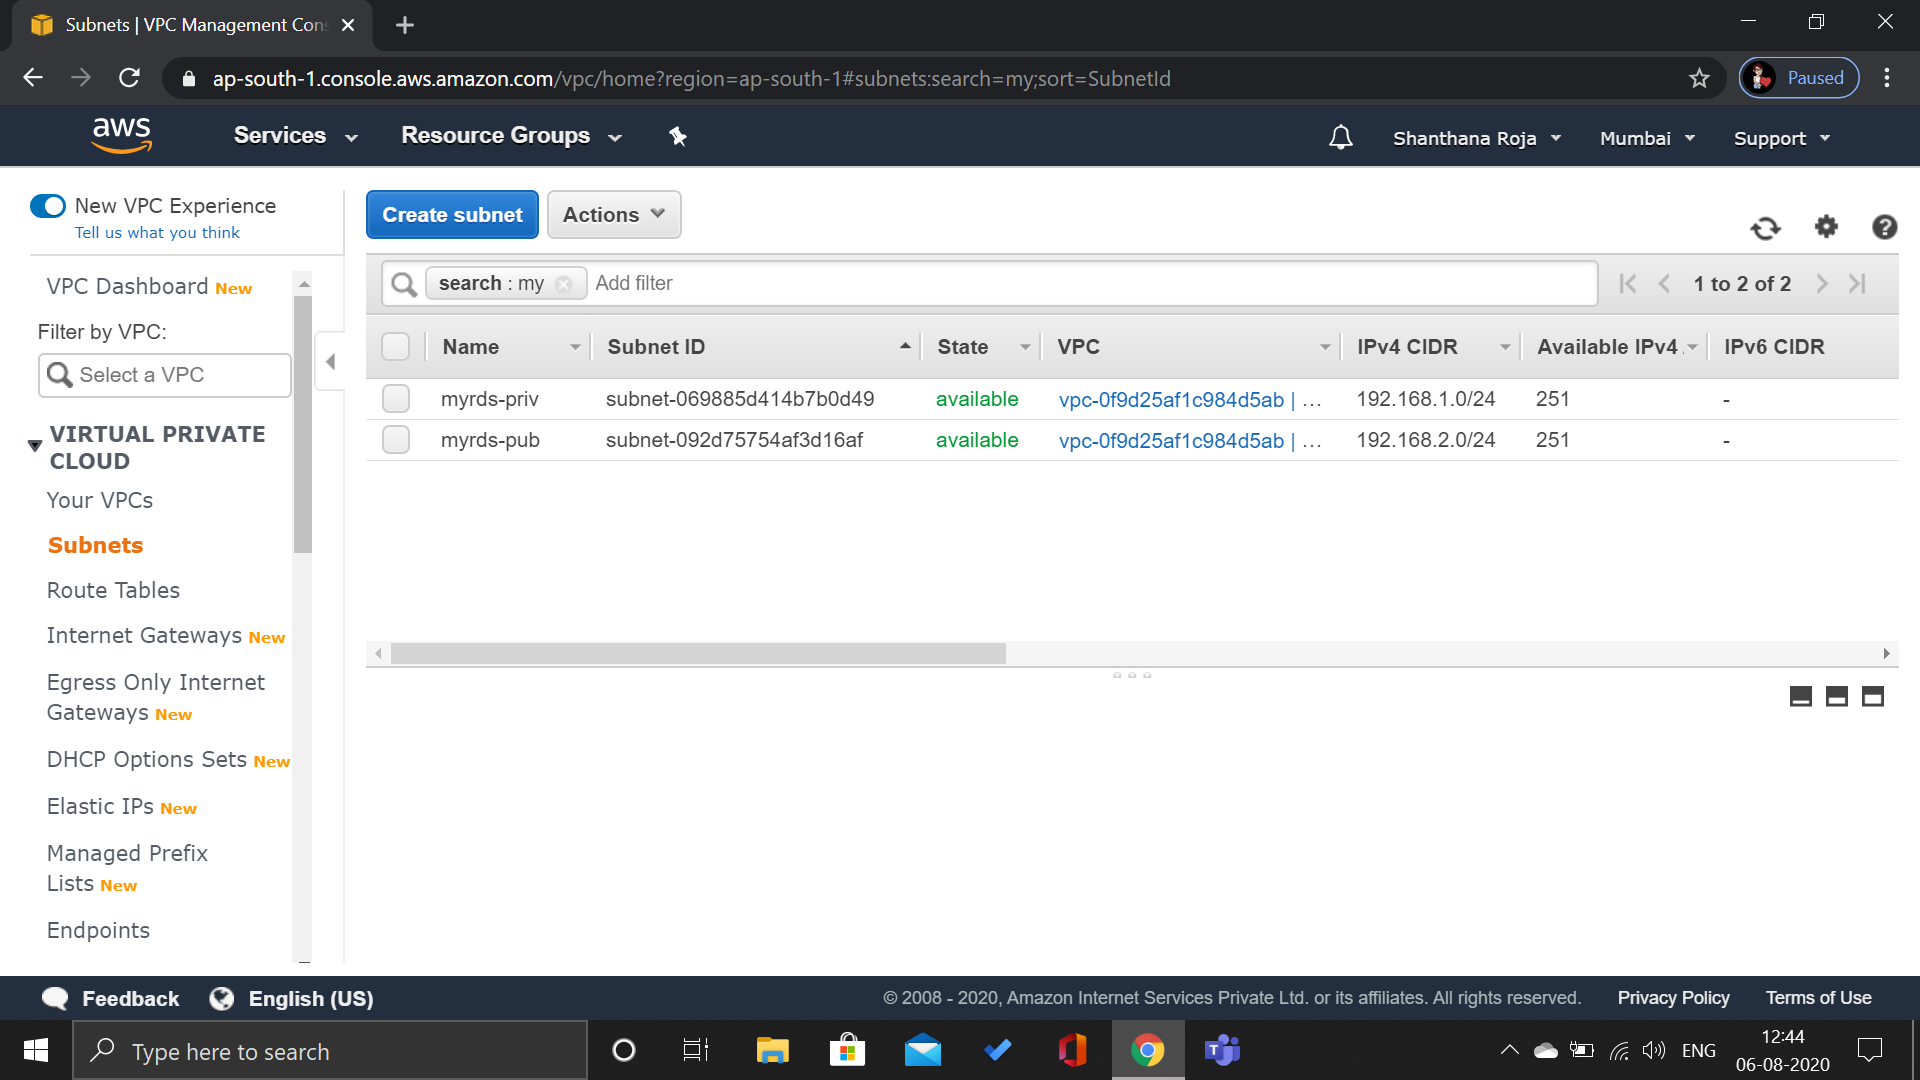 Subnets | VPC Management Con
ap-south-1.console.aws.amazon.com/vpc/home?region=ap-south-1#subnets:search=my;sort=SubnetId
Paused
aws
Services
Resource Groups
Shanthana Roja
Mumbai
Support
New VPC Experience
Tell us what you think
VPC Dashboard New
Filter by VPC:
Select a VPC
VIRTUAL PRIVATE
CLOUD
Your VPCs
Subnets
Route Tables
Internet Gateways New
Egress Only Internet
Gateways New
DHCP Options Sets New
Elastic IPs New
Managed Prefix
Lists New
Endpoints
Create subnet
Actions
search : my
Add filter
1 to 2 of 2
Name Subnet ID State VPC IPv4 CIDR Available IPv4 IPv6 CIDR
myrds-priv subnet-069885d414b7b0d49 available vpc-0f9d25af1c984d5ab | ... 192.168.1.0/24 251 -
myrds-pub subnet-092d75754af3d16af available vpc-0f9d25af1c984d5ab | ... 192.168.2.0/24 251 -
Feedback
English (US)
© 2008 - 2020, Amazon Internet Services Private Ltd. or its affiliates. All rights reserved.
Privacy Policy
Terms of Use
Type here to search
ENG
12:44
06-08-2020